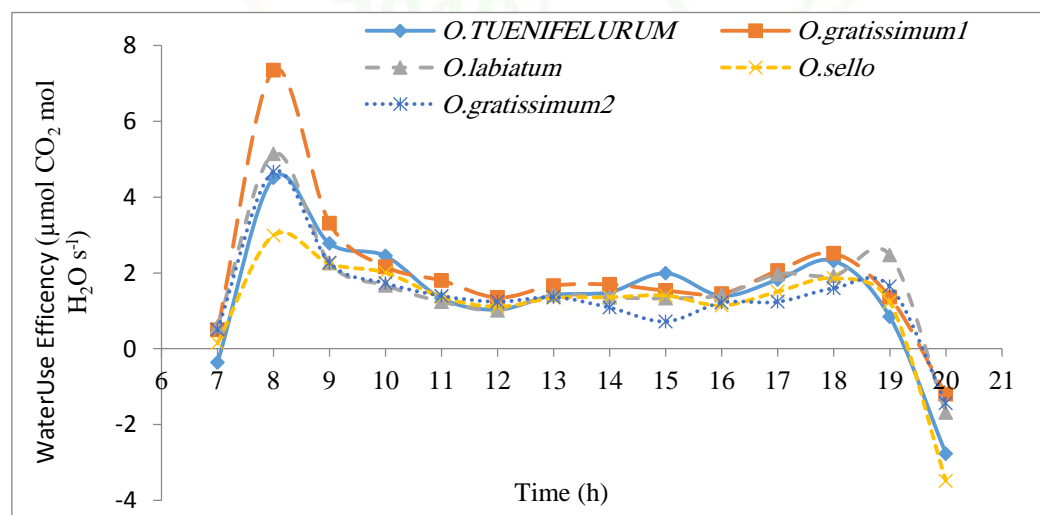 O.TUENIFELURUM
O.gratissimum1
O.labiatum
O.sello
O.gratissimum2
WaterUse Efficency (µmol CO₂ mol
H₂O s⁻¹)
8
6
4
2
0
-2
-4
6 7 8 9 10 11 12 13 14 15 16 17 18 19 20 21
Time (h)